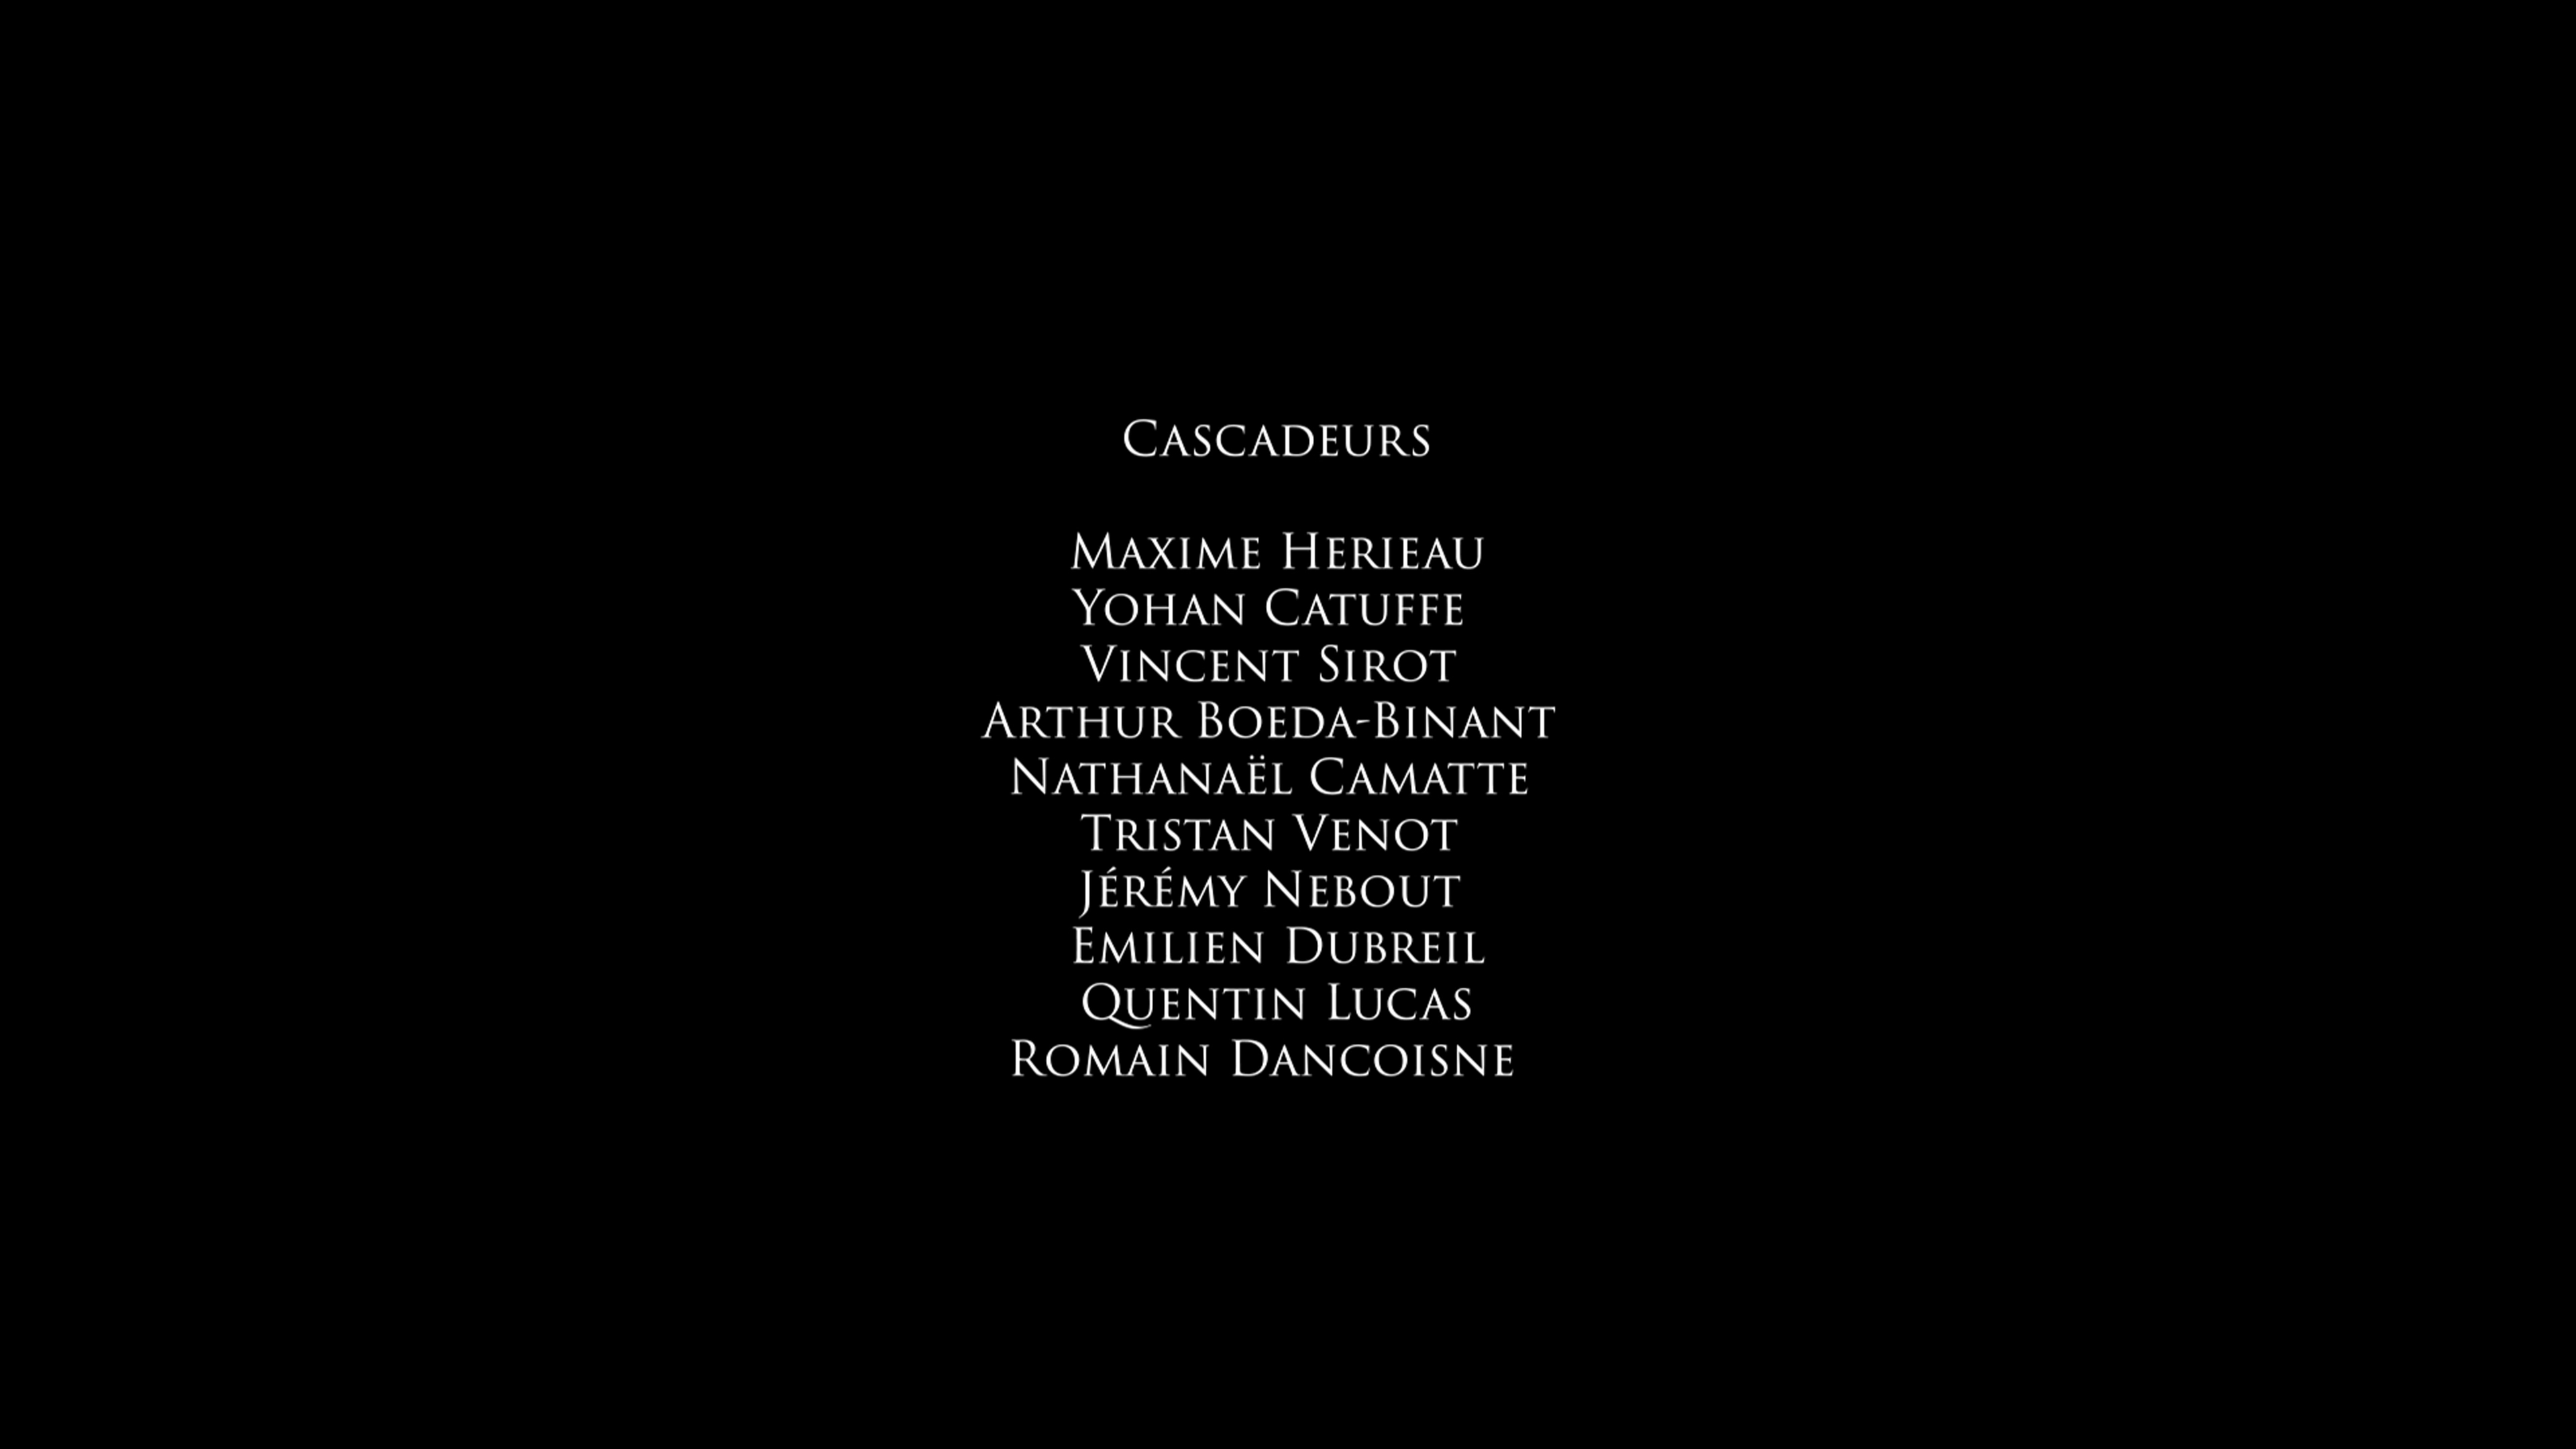 Cascadeurs
Maxime Herieau
Yohan Catuffe
Vincent Sirot
Arthur Boeda-Binant
Nathanaël Camatte
Tristan Venot
Jérémy Nebout
Emilien Dubreil
Quentin Lucas
Romain Dancoisne